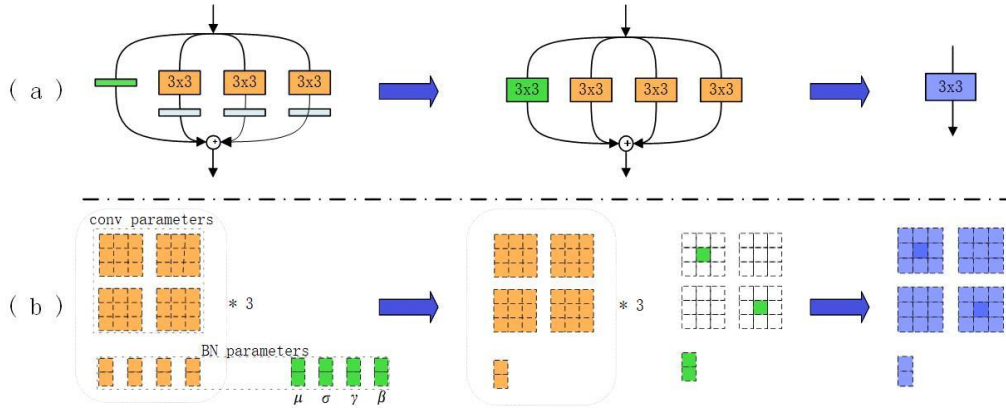 ( a )
3x3 3x3 3x3
3x3 3x3 3x3 3x3
3x3
+
+
( b )
conv parameters
* 3
* 3
BN parameters
μ σ γ β